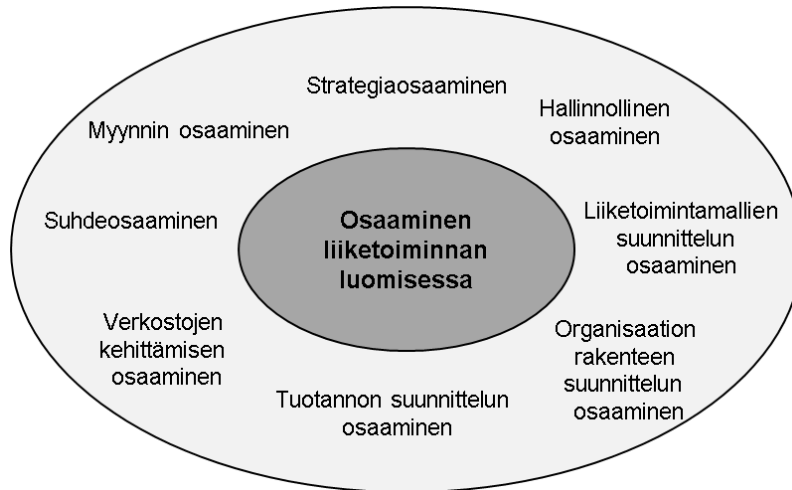 Strategiaosaaminen
Hallinnollinen
osaaminen
Myynnin osaaminen
Suhdeosaaminen
Osaaminen
liiketoiminnan
luomisessa
Liiketoimintamallien
suunnittelun
osaaminen
Verkostojen
kehittämisen
osaaminen
Organisaation
rakenteen
suunnittelun
osaaminen
Tuotannon suunnittelun
osaaminen